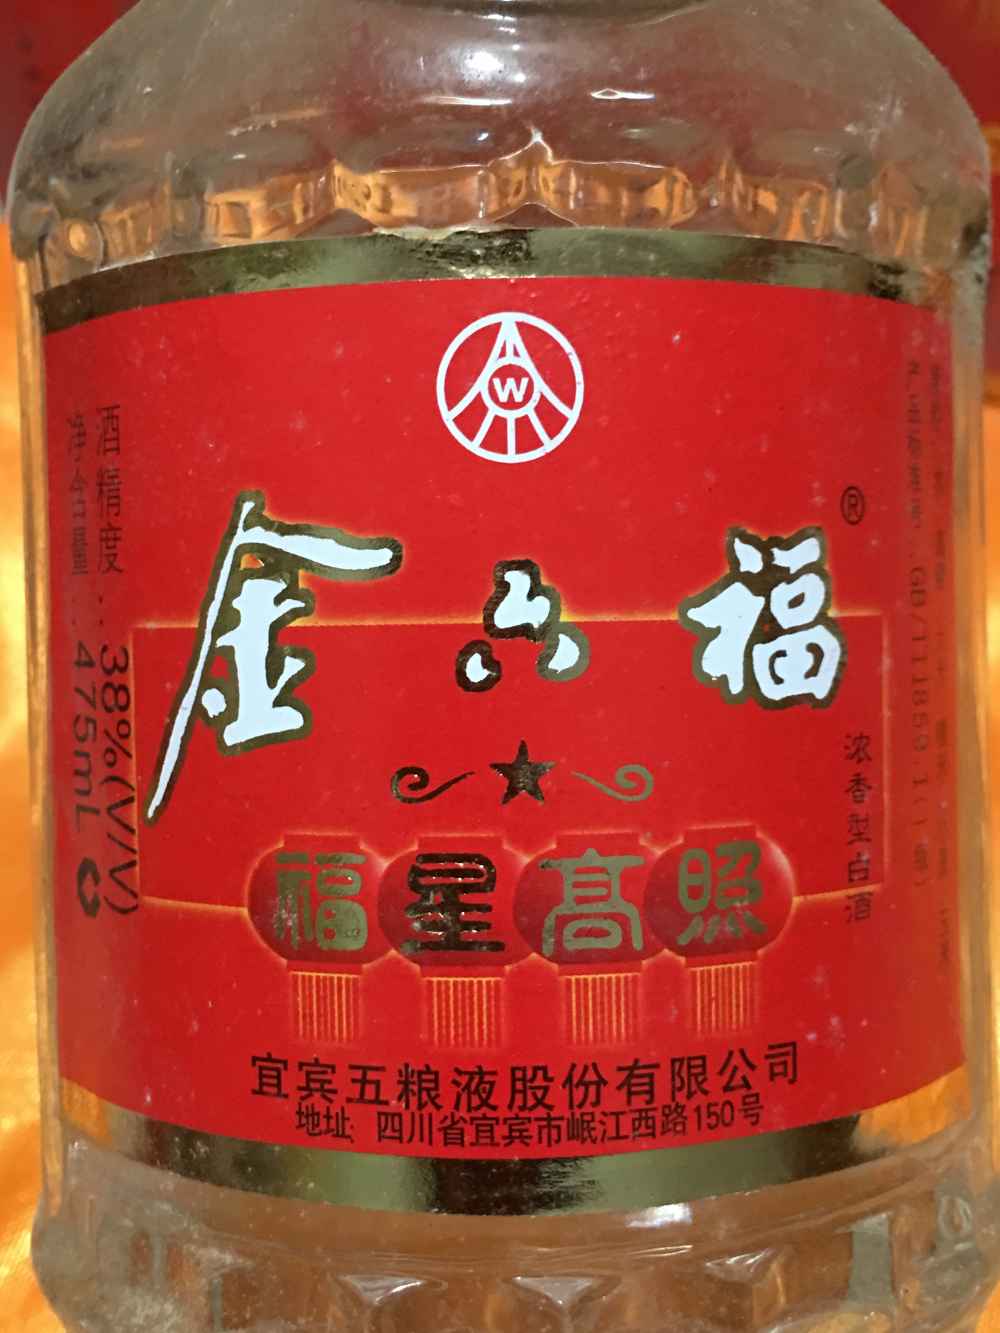 W
金六福
®
酒精度：38%(V/V)
净含量：475mL
浓香型白酒
福星高照
宜宾五粮液股份有限公司
地址 四川省宜宾市岷江西路150号